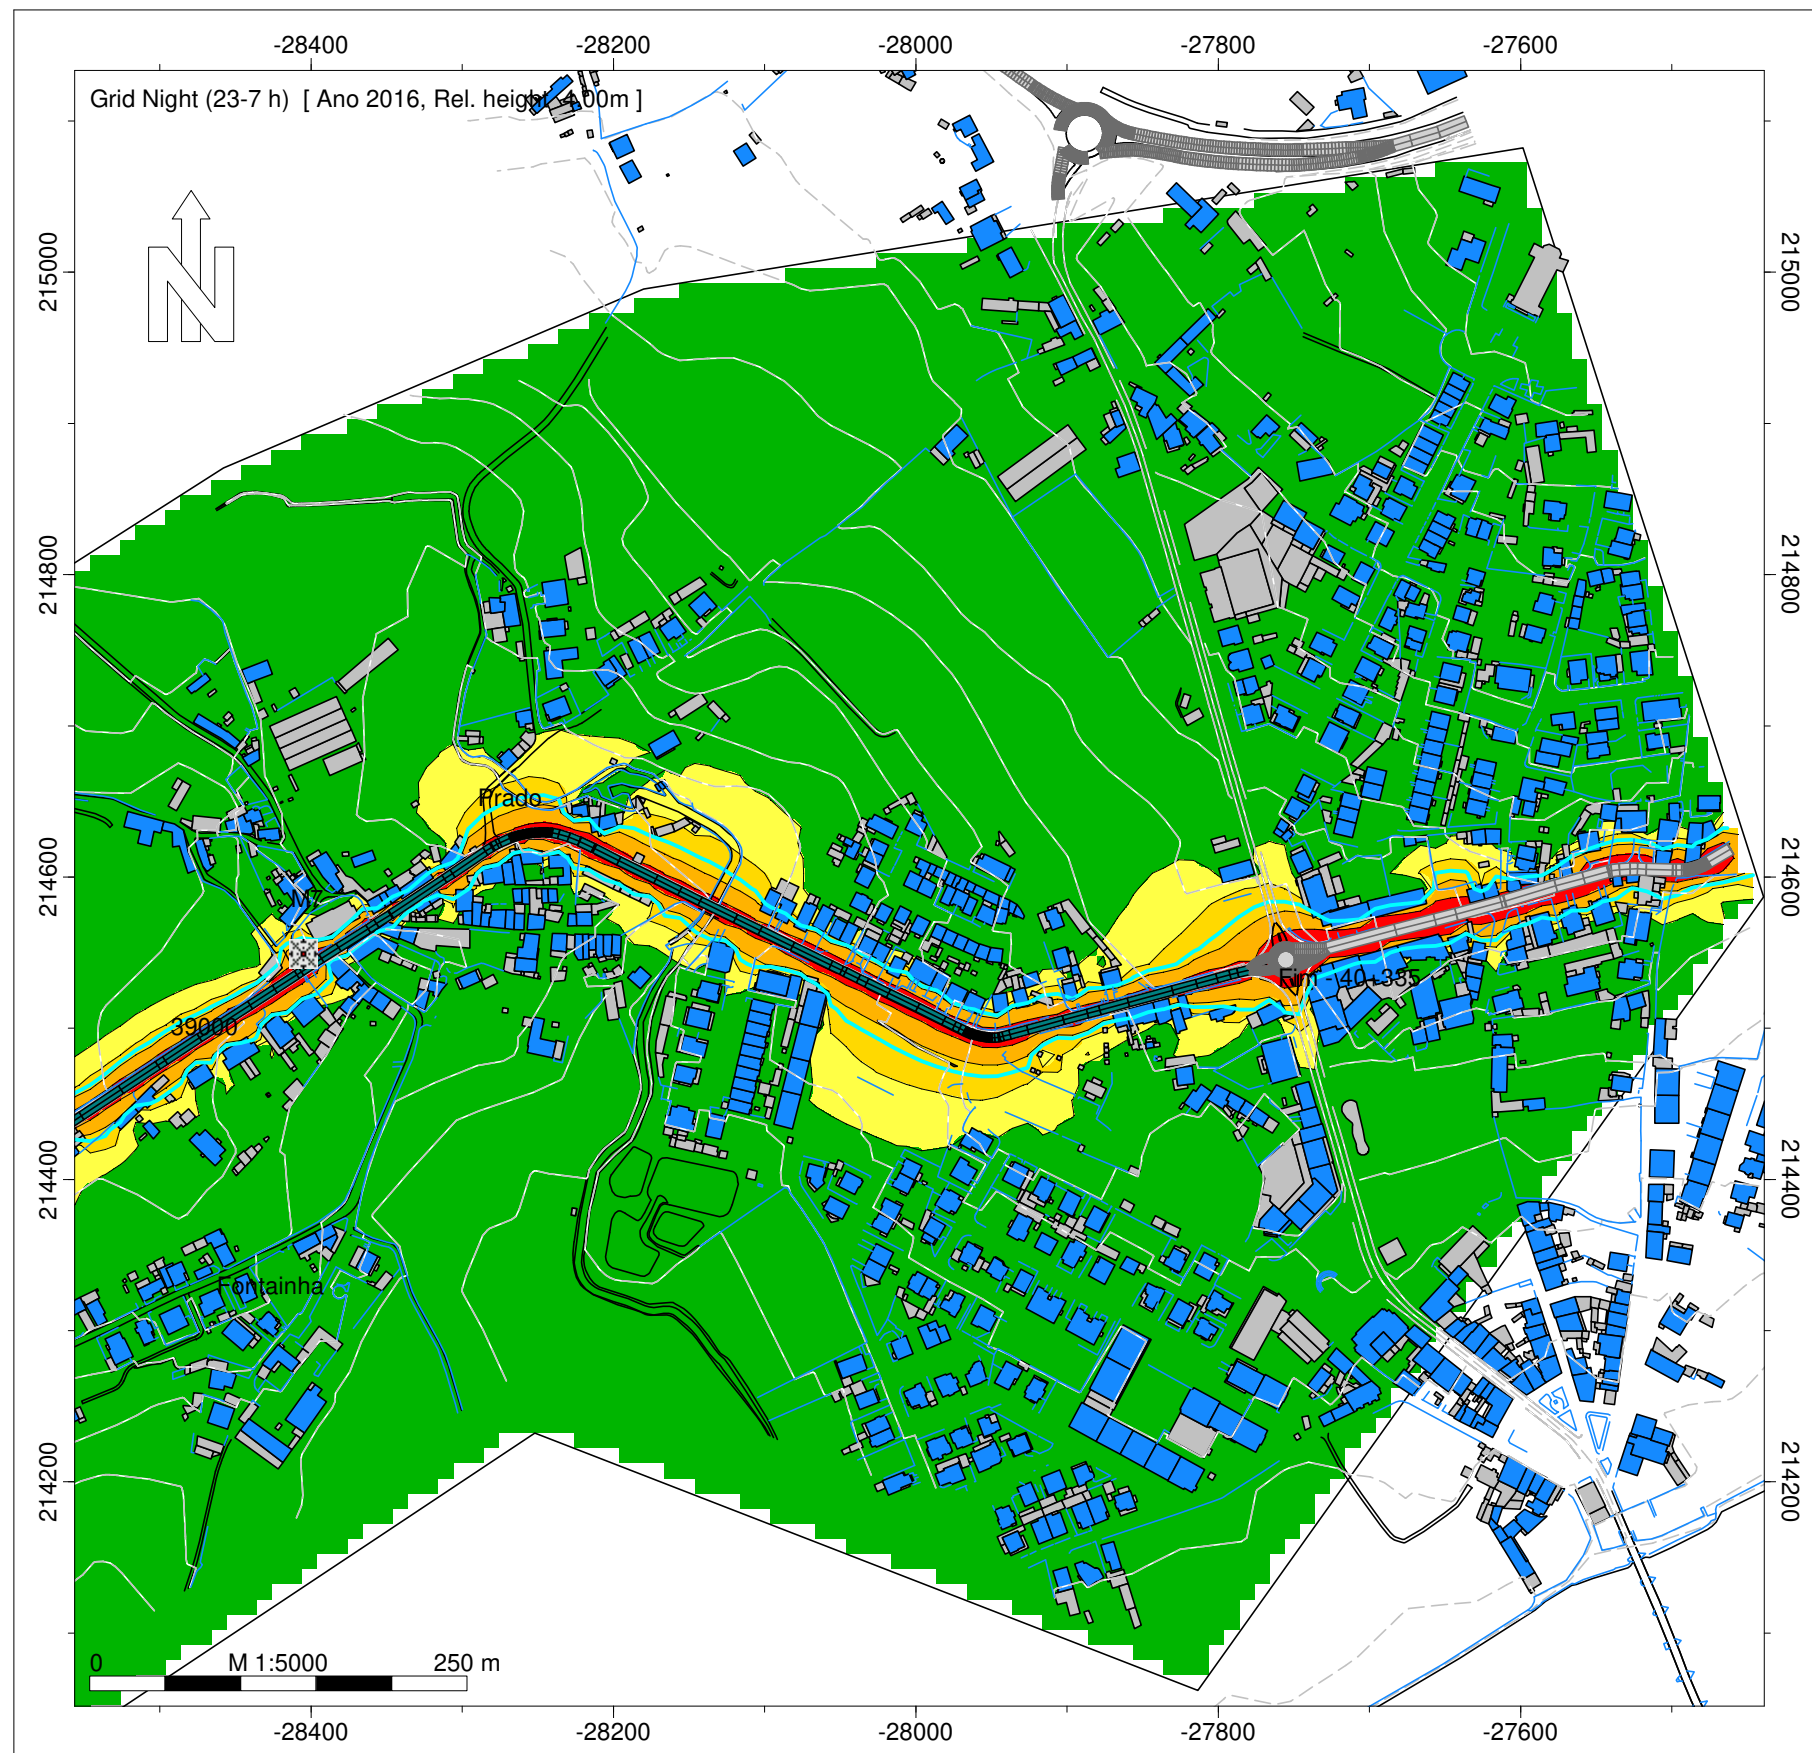 -28400 -28200 -28000 -27800 -27600
Grid Night (23-7 h) [ Ano 2016, Rel. height 4.00m ]
N
215000 215000
214800 214800
Prado
214600 214600
M7
Fim - 40+335
39000
214400 214400
Fontainha
214200 214200
0 M 1:5000 250 m
-28400 -28200 -28000 -27800 -27600